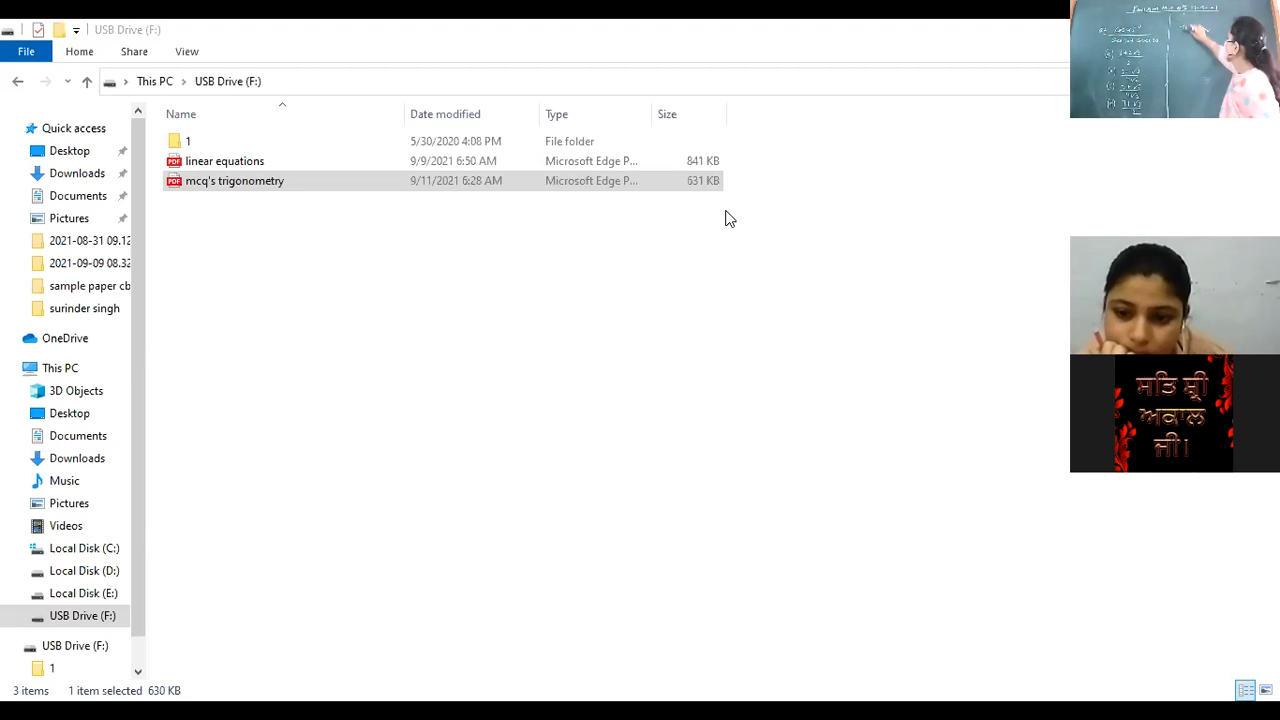 USB Drive (F:)
File
Home
Share
View
This PC
USB Drive (F:)
Name
Date modified
Type
Size
1
5/30/2020 4:08 PM
File folder
linear equations
9/9/2021 6:50 AM
Microsoft Edge P...
841 KB
mcq's trigonometry
9/11/2021 6:28 AM
Microsoft Edge P...
631 KB
Quick access
Desktop
Downloads
Documents
Pictures
2021-08-31 09.12
2021-09-09 08.32
sample paper cb
surinder singh
OneDrive
This PC
3D Objects
Desktop
Documents
Downloads
Music
Pictures
Videos
Local Disk (C:)
Local Disk (D:)
Local Disk (E:)
USB Drive (F:)
USB Drive (F:)
1
3 items
1 item selected 630 KB
ਸਤਿ ਸ਼੍ਰੀ
ਅਕਾਲ
ਜੀ।